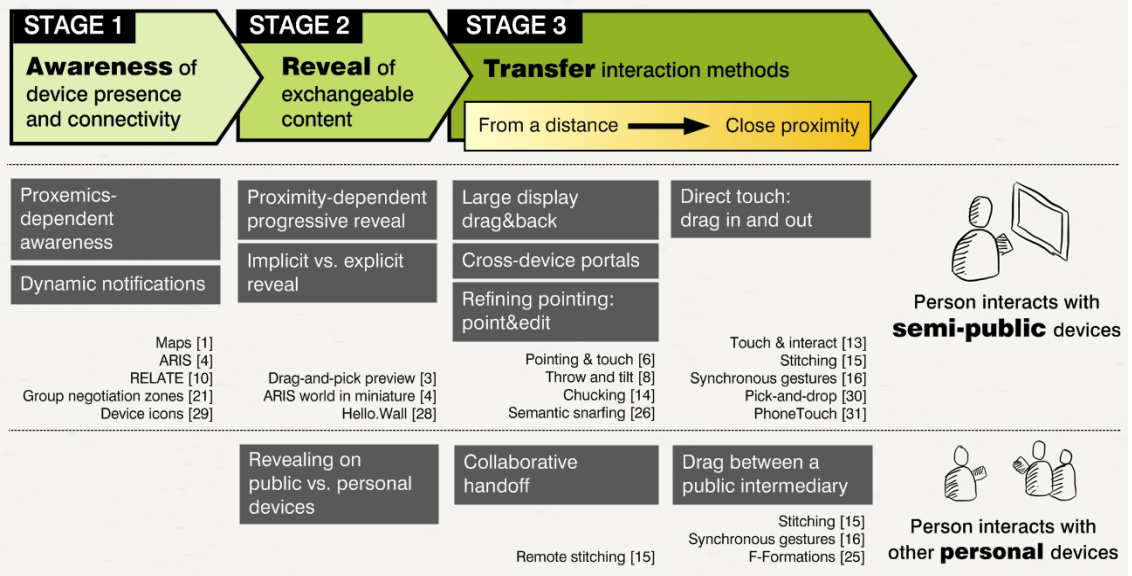 STAGE 1
Awareness of
device presence
and connectivity
STAGE 2
Reveal of
exchangeable
content
STAGE 3
Transfer interaction methods
From a distance
Close proximity
Proxemics-
dependent
awareness
Dynamic notifications
Maps [1]
ARIS [4]
RELATE [10]
Group negotiation zones [21]
Device icons [29]
Proximity-dependent
progressive reveal
Implicit vs. explicit
reveal
Drag-and-pick preview [3]
ARIS world in miniature [4]
Hello.Wall [28]
Large display
drag&back
Cross-device portals
Refining pointing:
point&edit
Pointing & touch [6]
Throw and tilt [8]
Chucking [14]
Semantic snarfing [26]
Direct touch:
drag in and out
Touch & interact [13]
Stitching [15]
Synchronous gestures [16]
Pick-and-drop [30]
PhoneTouch [31]
Person interacts with
semi-public devices
Revealing on
public vs. personal
devices
Collaborative
handoff
Remote stitching [15]
Drag between a
public intermediary
Stitching [15]
Synchronous gestures [16]
F-Formations [25]
Person interacts with
other personal devices